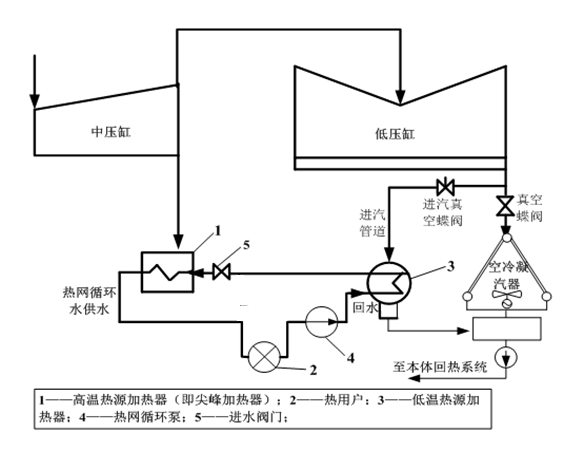 中压缸
低压缸
进汽真
空蝶阀
真空
蝶阀
进汽
管道
1
5
3
空冷凝
汽器
热网循环
水供水
回水
2
4
至本体回热系统
1——高温热源加热器（即尖峰加热器）；2——热用户；3——低温热源加
热器；4——热网循环泵；5——进水阀门；